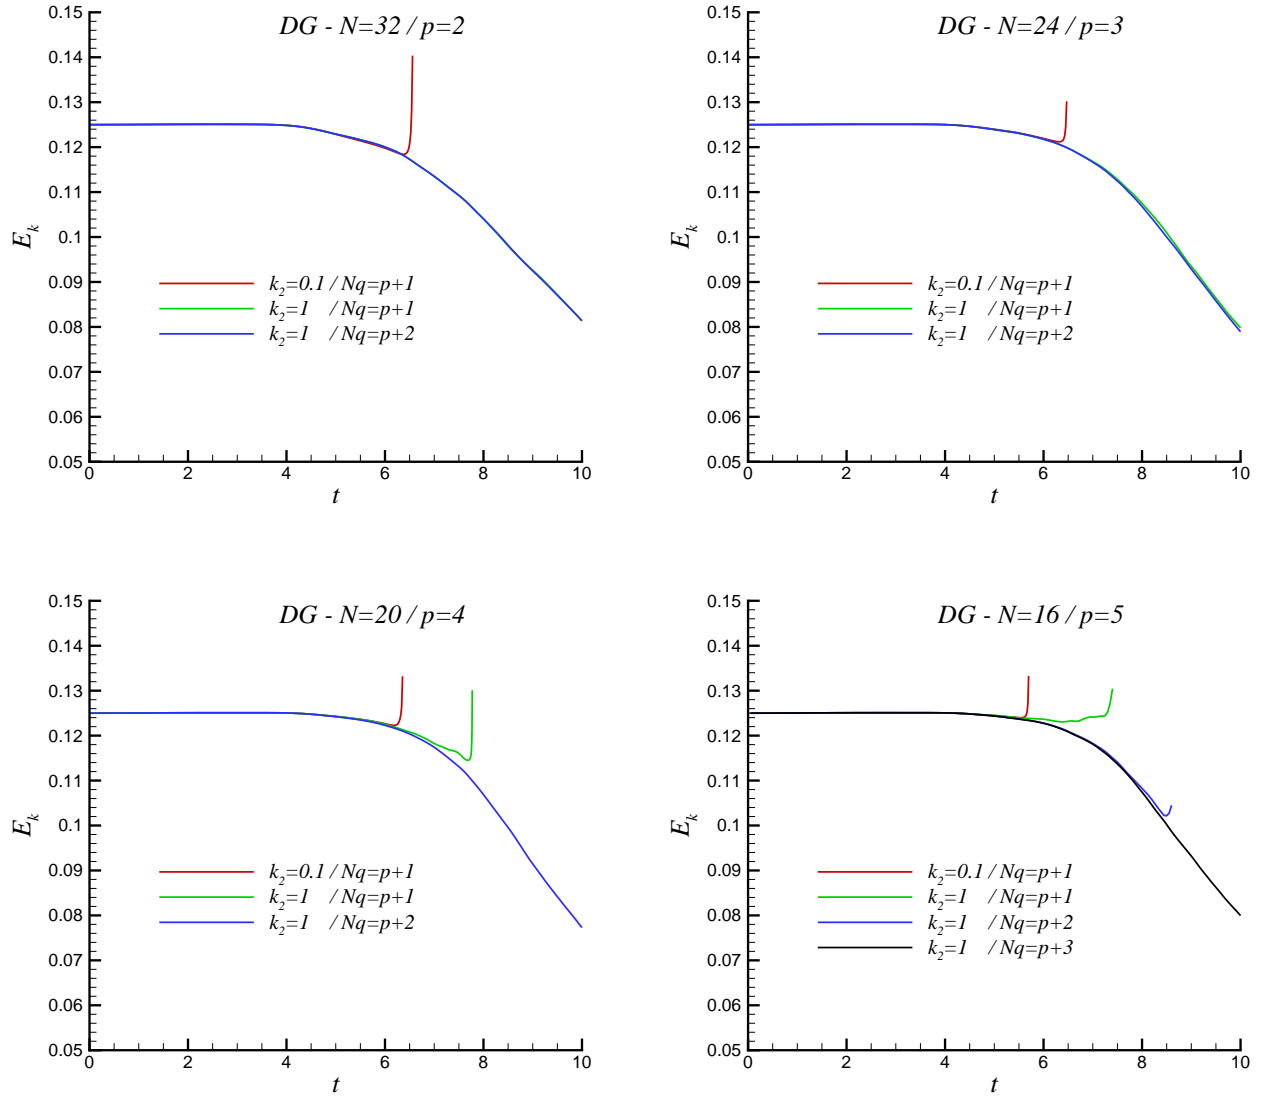 DG - N=32 / p=2
0.15
0.14
0.13
0.12
0.11
0.1
0.09
0.08
0.07
0.06
0.05
E_k
k_2=0.1 / Nq=p+1
k_2=1 / Nq=p+1
k_2=1 / Nq=p+2
0 2 4 6 8 10
t
DG - N=24 / p=3
0.15
0.14
0.13
0.12
0.11
0.1
0.09
0.08
0.07
0.06
0.05
E_k
k_2=0.1 / Nq=p+1
k_2=1 / Nq=p+1
k_2=1 / Nq=p+2
0 2 4 6 8 10
t
DG - N=20 / p=4
0.15
0.14
0.13
0.12
0.11
0.1
0.09
0.08
0.07
0.06
0.05
E_k
k_2=0.1 / Nq=p+1
k_2=1 / Nq=p+1
k_2=1 / Nq=p+2
0 2 4 6 8 10
t
DG - N=16 / p=5
0.15
0.14
0.13
0.12
0.11
0.1
0.09
0.08
0.07
0.06
0.05
E_k
k_2=0.1 / Nq=p+1
k_2=1 / Nq=p+1
k_2=1 / Nq=p+2
k_2=1 / Nq=p+3
0 2 4 6 8 10
t